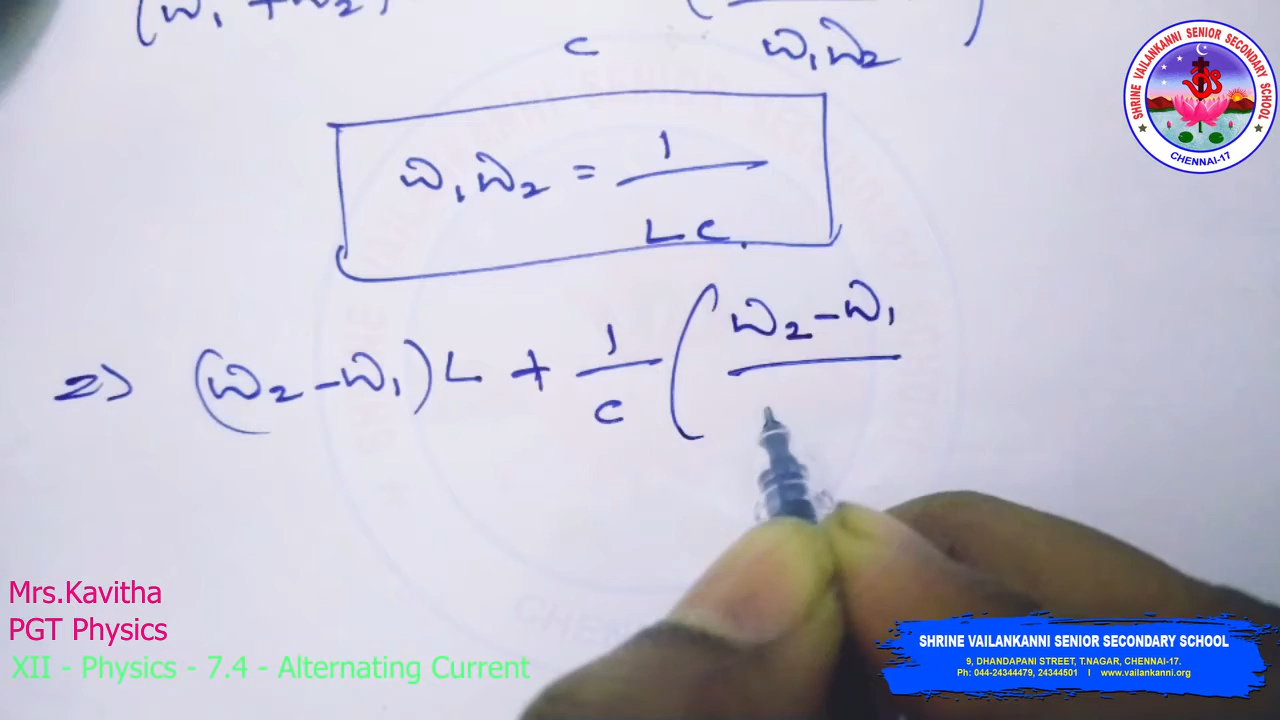 (ω₁ + ω₂)
C ω₁ω₂ )
SHRINE VAILANKANNI SENIOR SECONDARY SCHOOL
CHENNAI-17
ω₁ω₂ = 1/LC.
=> (ω₂ - ω₁) L + 1/C ( ω₂ - ω₁
Mrs.Kavitha
PGT Physics
XII - Physics - 7.4 - Alternating Current
SHRINE VAILANKANNI SENIOR SECONDARY SCHOOL
9, DHANDAPANI STREET, T.NAGAR, CHENNAI-17.
Ph: 044-24344479, 24344501 I www.vailankanni.org